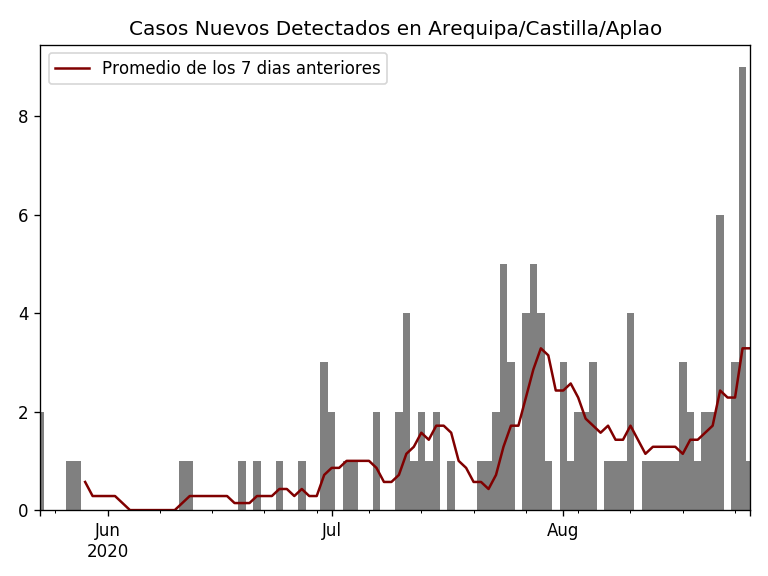 Casos Nuevos Detectados en Arequipa/Castilla/Aplao
Promedio de los 7 dias anteriores
8
6
4
2
0
Jun
2020
Jul
Aug